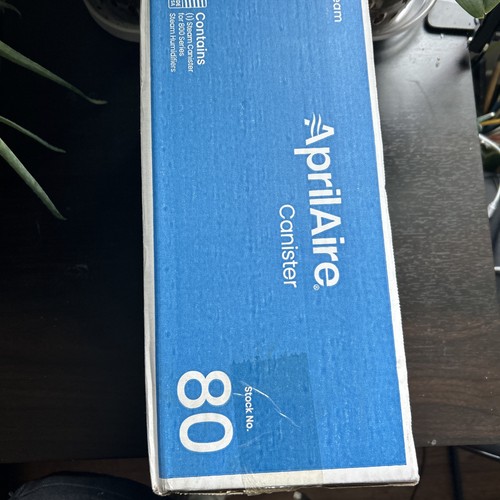 AprilAire®
Canister
Stock No.
80
Contains
(1) Steam Canister
for 800 Series
Steam Humidifiers